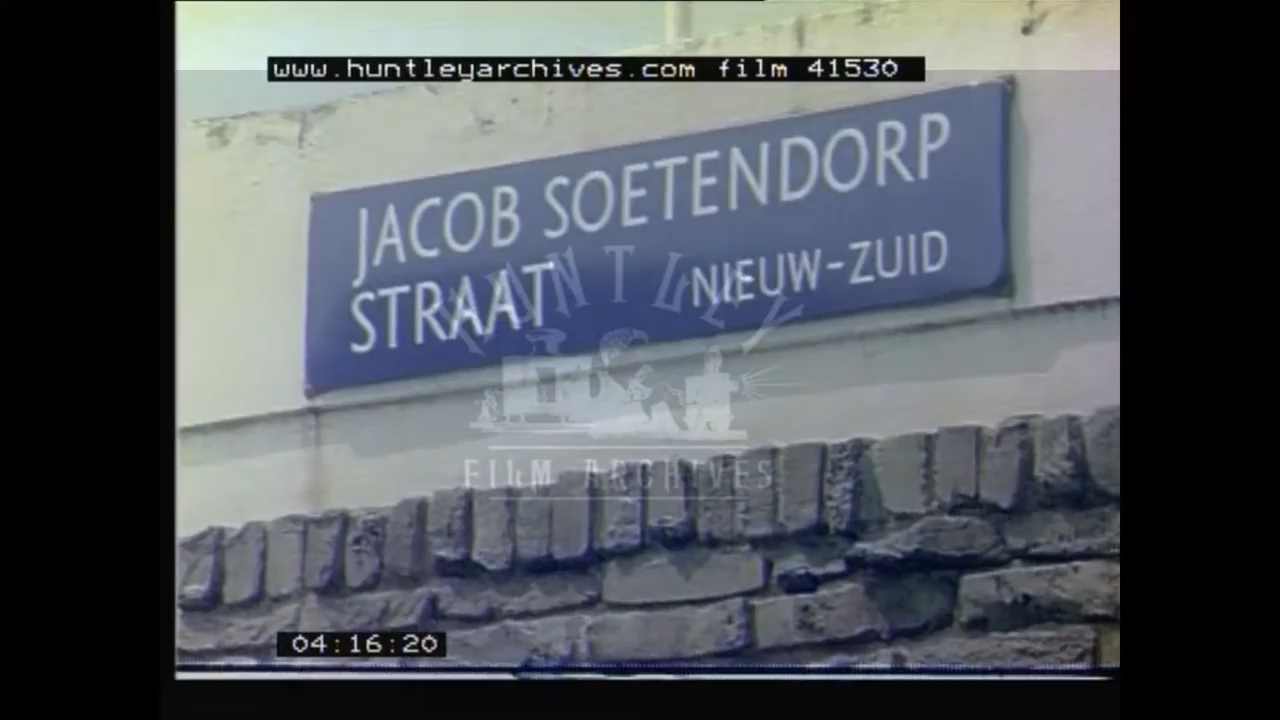 www.huntleyarchives.com film 41530
JACOB SOETENDORP
STRAAT NIEUW-ZUID
HUNTLEY
FILM ARCHIVES
04:16:20